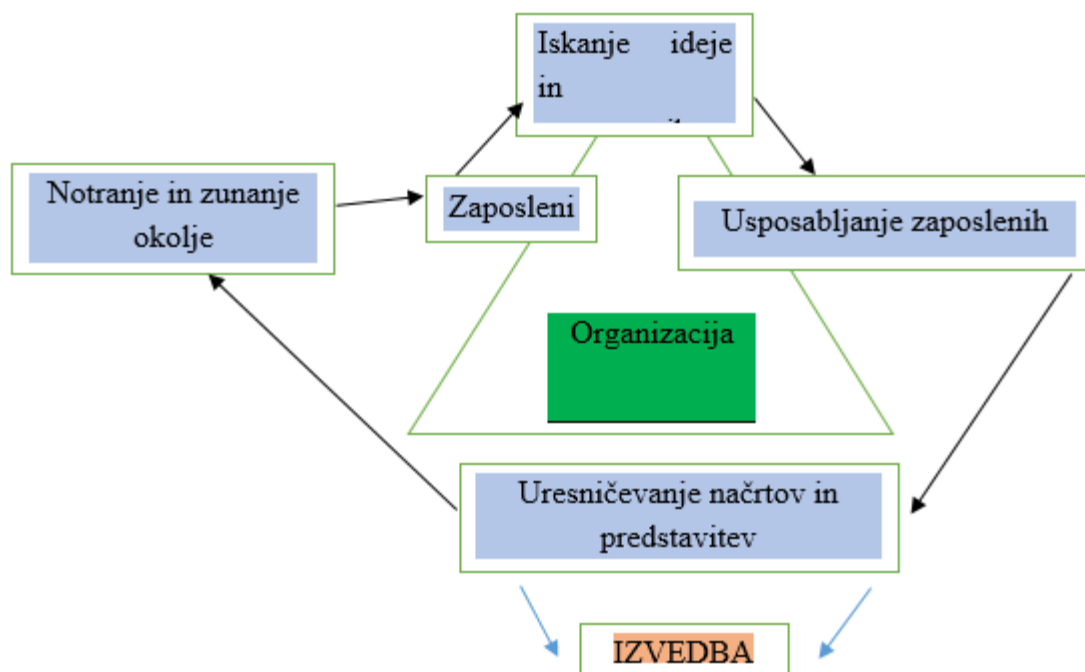 Iskanje ideje
in
Notranje in zunanje
okolje
Zaposleni
Usposabljanje zaposlenih
Organizacija
Uresničevanje načrtov in
predstavitev
IZVEDBA